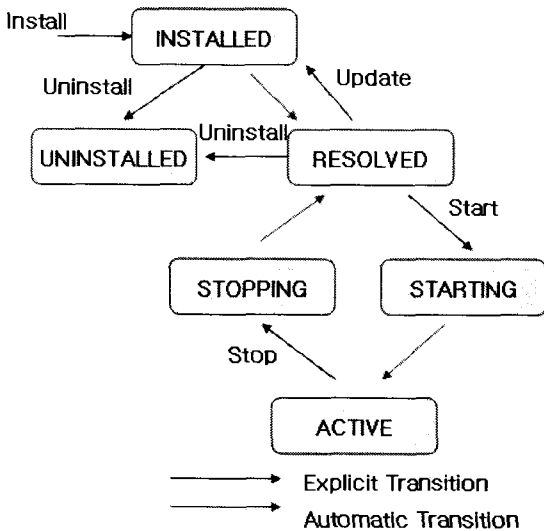 Install
INSTALLED
Uninstall
Update
Uninstall
UNINSTALLED
RESOLVED
Start
STOPPING
STARTING
Stop
ACTIVE
Explicit Transition
Automatic Transition